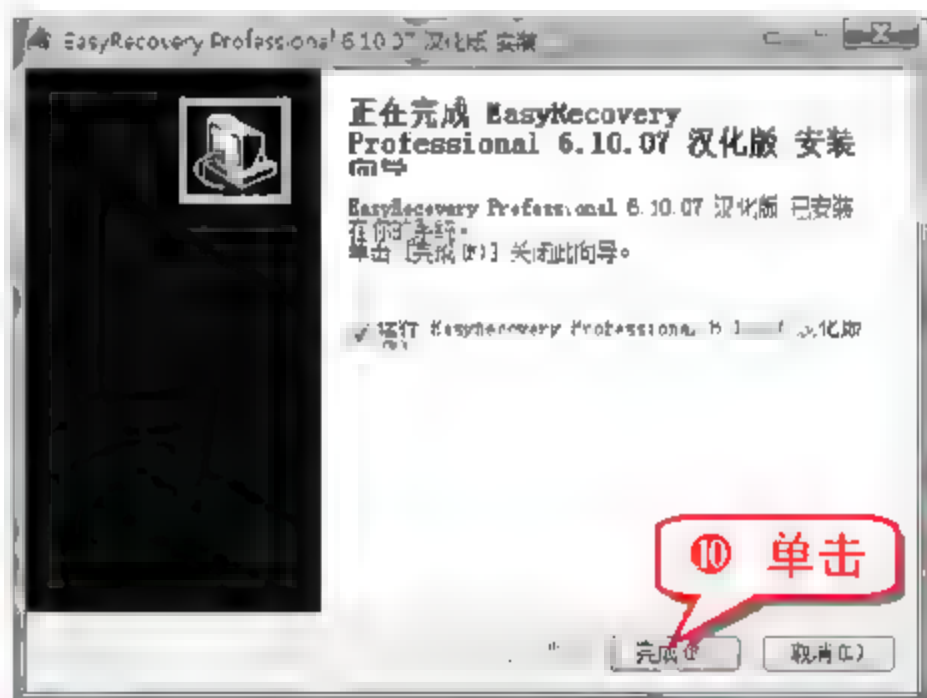 EasyRecovery Professional 6.10.07 汉化版 安装
正在完成 EasyRecovery
Professional 6.10.07 汉化版 安装
向导
EasyRecovery Professional 6.10.07 汉化版 已安装
在你的系统。
单击 [完成(F)] 关闭此向导。
运行 EasyRecovery Professional 汉化版
⑩ 单击
完成(F)
取消(C)